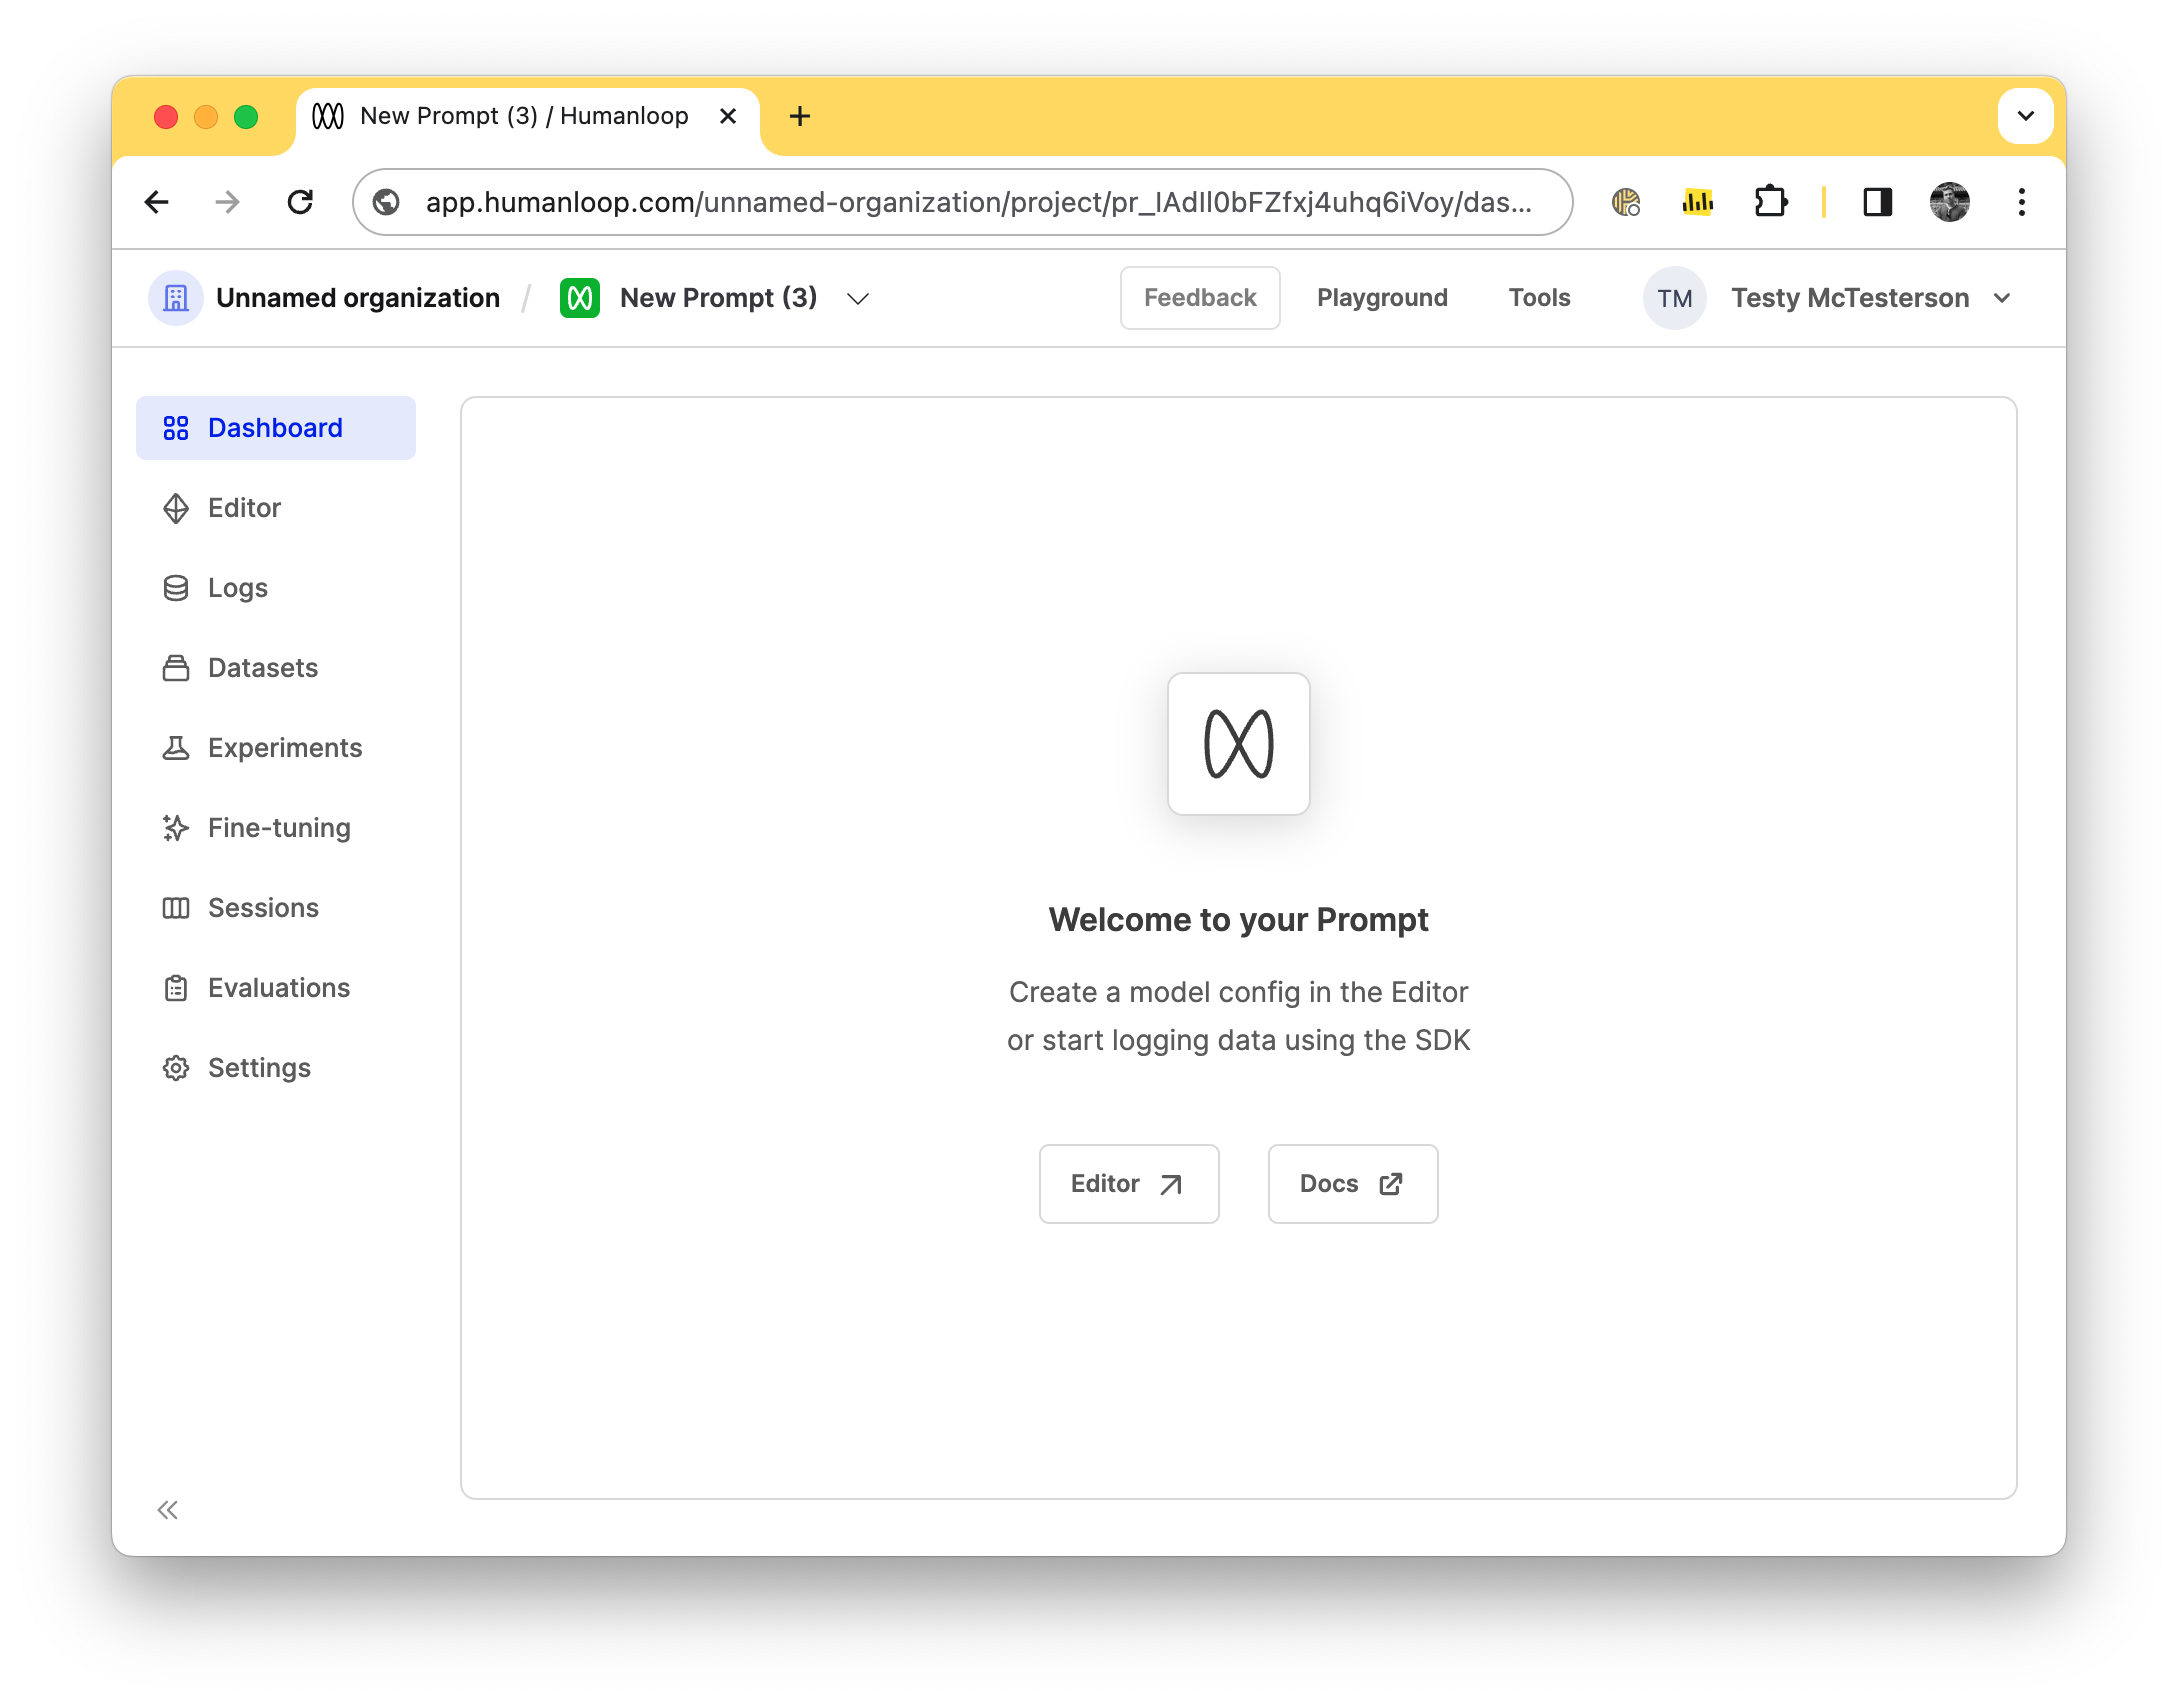 New Prompt (3) / Humanloop
app.humanloop.com/unnamed-organization/project/pr_IAdIl0bFZfxj4uhq6iVoy/das...
Unnamed organization / New Prompt (3)
Feedback
Playground
Tools
TM
Testy McTesterson
Dashboard
Editor
Logs
Datasets
Experiments
Fine-tuning
Sessions
Evaluations
Settings
Welcome to your Prompt
Create a model config in the Editor
or start logging data using the SDK
Editor
Docs